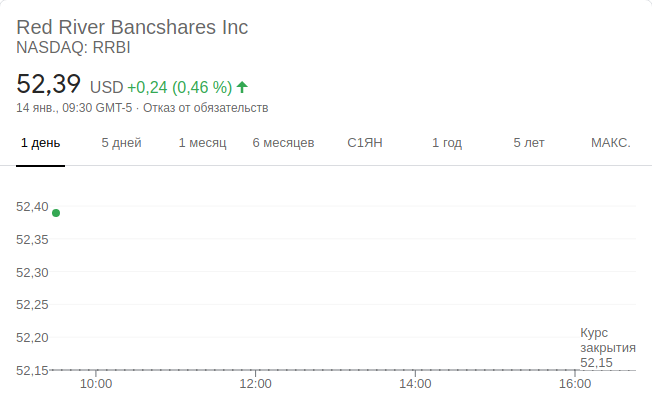 Red River Bancshares Inc
NASDAQ: RRBI
52,39 USD +0,24 (0,46 %)
14 янв., 09:30 GMT-5 · Отказ от обязательств
1 день 5 дней 1 месяц 6 месяцев С1ЯН 1 год 5 лет МАКС.
52,40
52,35
52,30
52,25
52,20
Курс
закрытия
52,15
52,15
10:00 12:00 14:00 16:00